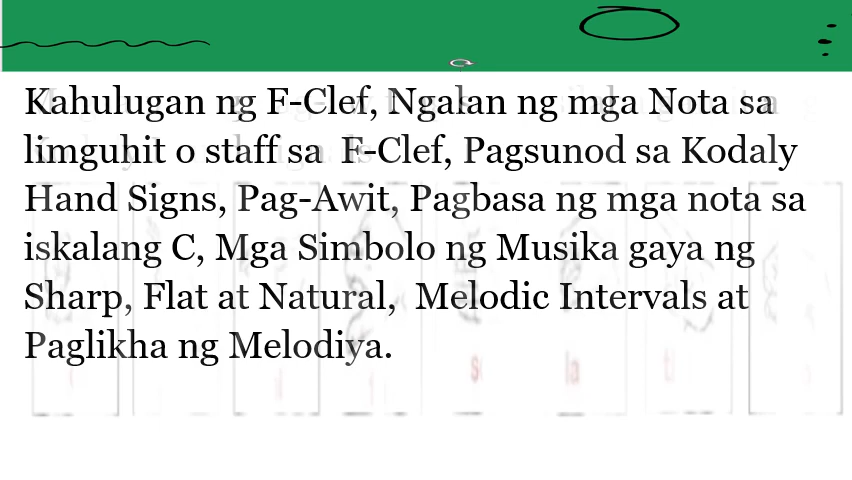 Kahulugan ng F-Clef, Ngalan ng mga Nota sa
limguhit o staff sa F-Clef, Pagsunod sa Kodaly
Hand Signs, Pag-Awit, Pagbasa ng mga nota sa
iskalang C, Mga Simbolo ng Musika gaya ng
Sharp, Flat at Natural, Melodic Intervals at
Paglikha ng Melodiya.
la